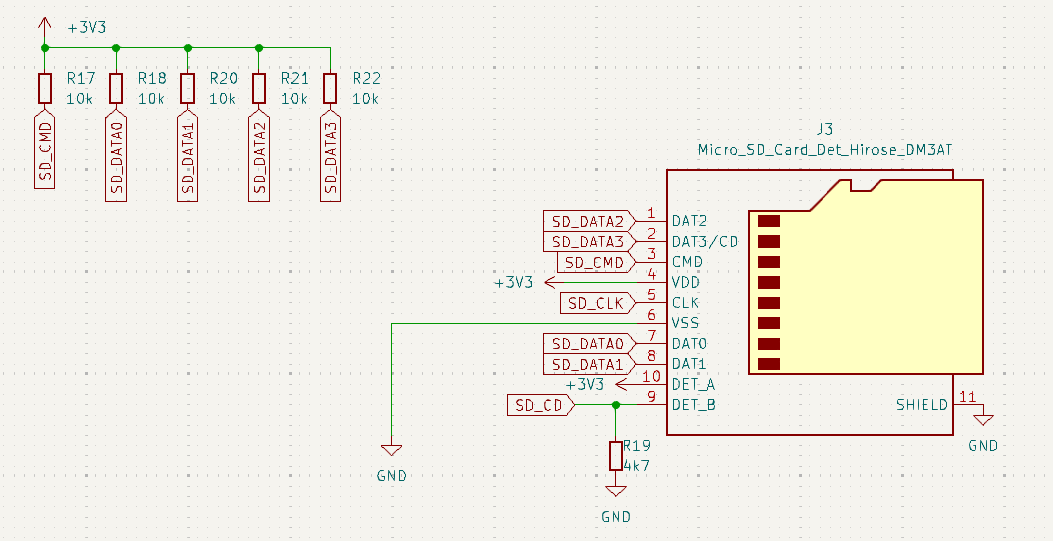 +3V3
R17 R18 R20 R21 R22
10k 10k 10k 10k 10k
SD_CMD SD_DATA0 SD_DATA1 SD_DATA2 SD_DATA3
J3
Micro_SD_Card_Det_Hirose_DM3AT
SD_DATA2 1 DAT2
SD_DATA3 2 DAT3/CD
SD_CMD 3 CMD
+3V3 4 VDD
SD_CLK 5 CLK
6 VSS
SD_DATA0 7 DAT0
SD_DATA1 8 DAT1
+3V3 10 DET_A
SD_CD 9 DET_B
SHIELD 11
GND
R19
4k7
GND
GND